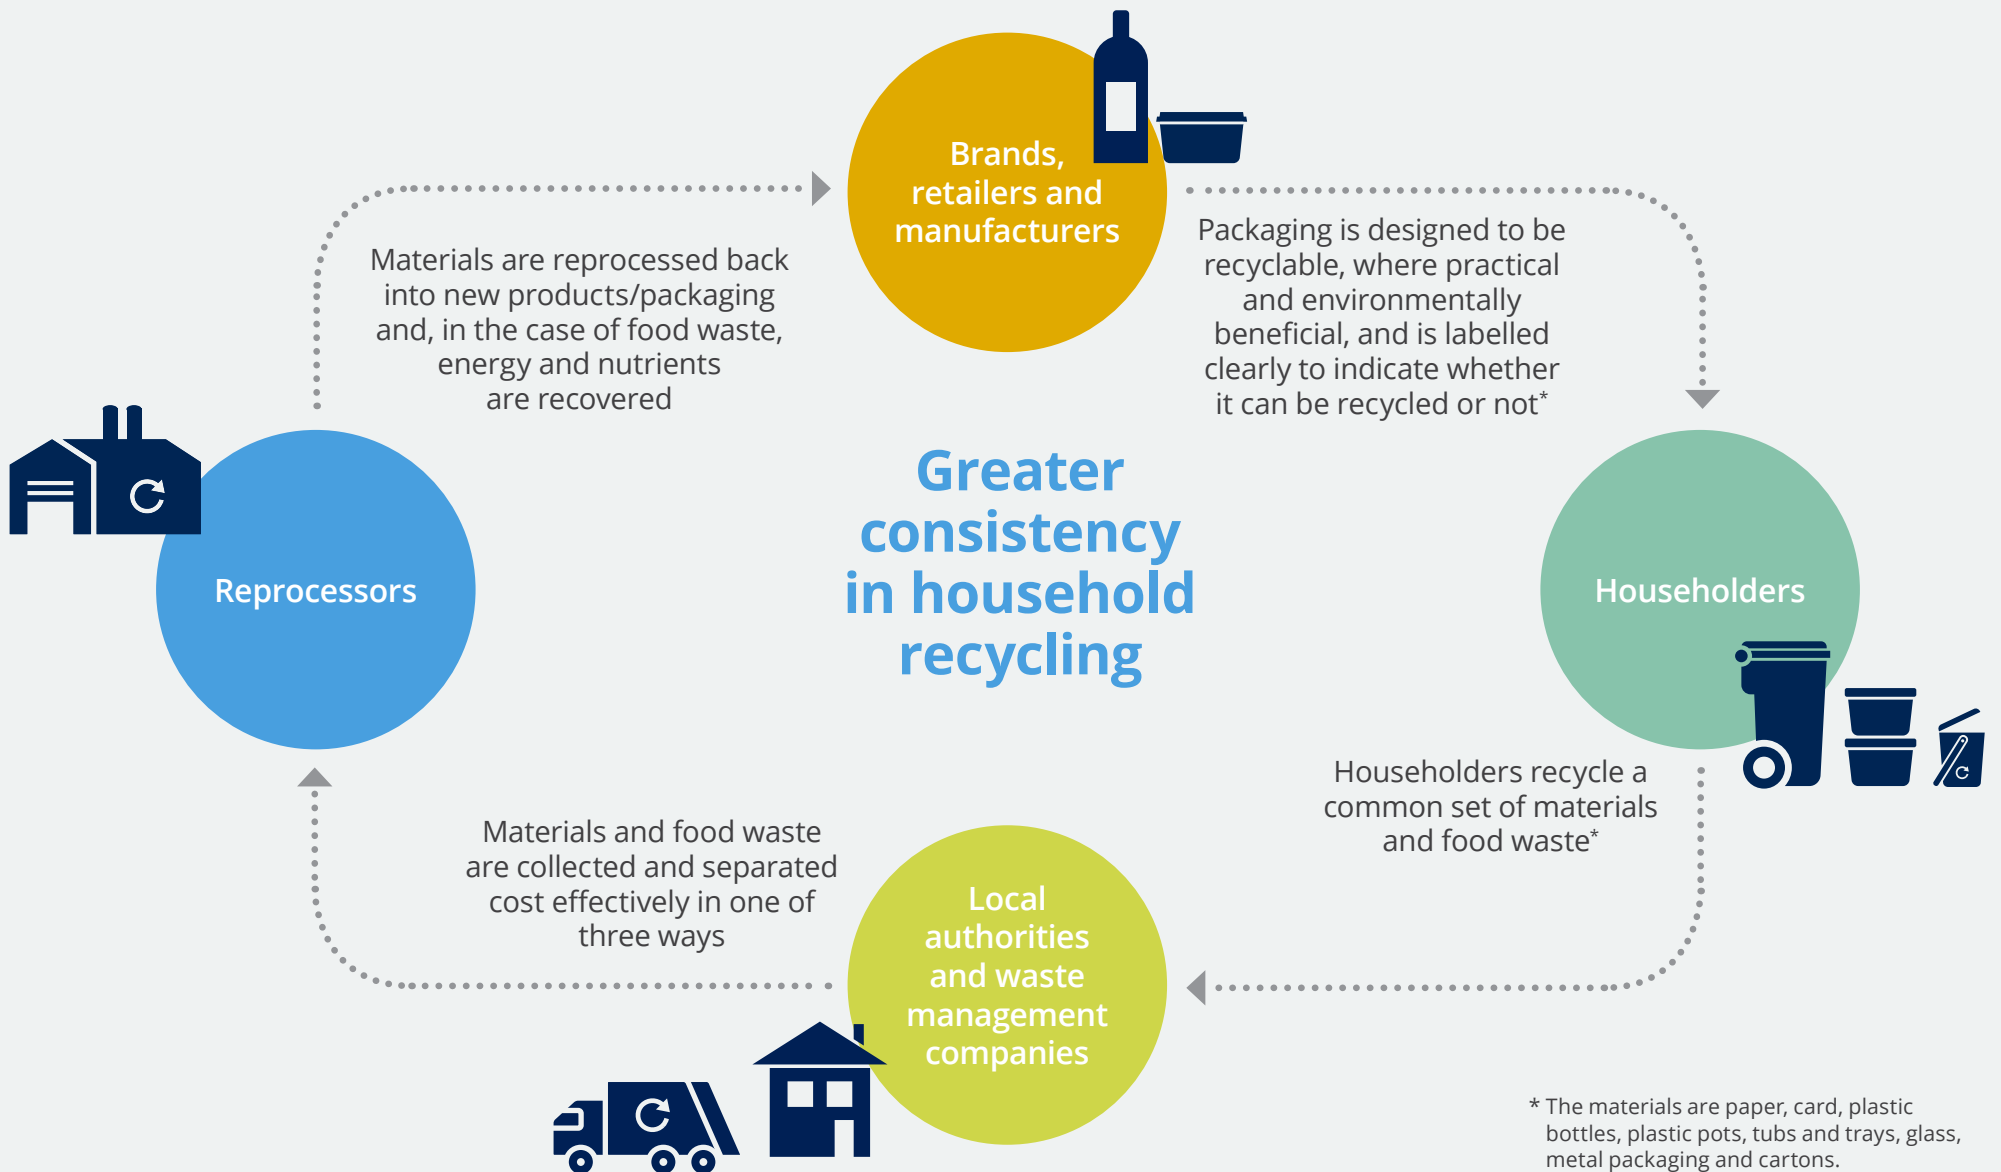 Brands,
retailers and
manufacturers
Packaging is designed to be
recyclable, where practical
and environmentally
beneficial, and is labelled
clearly to indicate whether
it can be recycled or not*
Householders
Householders recycle a
common set of materials
and food waste*
Local
authorities
and waste
management
companies
Materials and food waste
are collected and separated
cost effectively in one of
three ways
Reprocessors
Materials are reprocessed back
into new products/packaging
and, in the case of food waste,
energy and nutrients
are recovered
Greater
consistency
in household
recycling
* The materials are paper, card, plastic
bottles, plastic pots, tubs and trays, glass,
metal packaging and cartons.